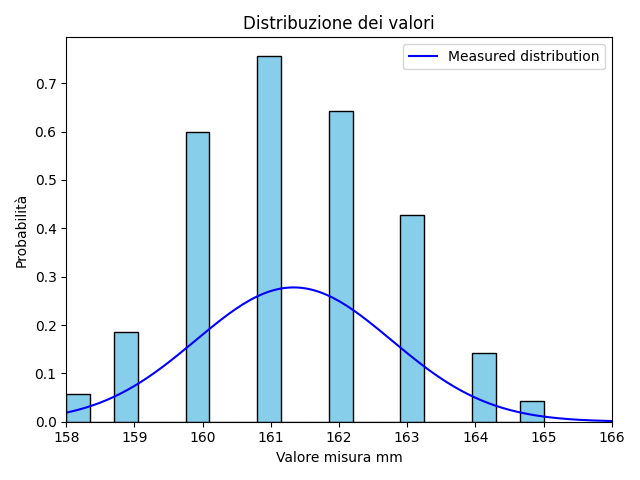 Distribuzione dei valori
Measured distribution
0.7
0.6
0.5
0.4
0.3
0.2
0.1
0.0
Probabilità
158 159 160 161 162 163 164 165 166
Valore misura mm